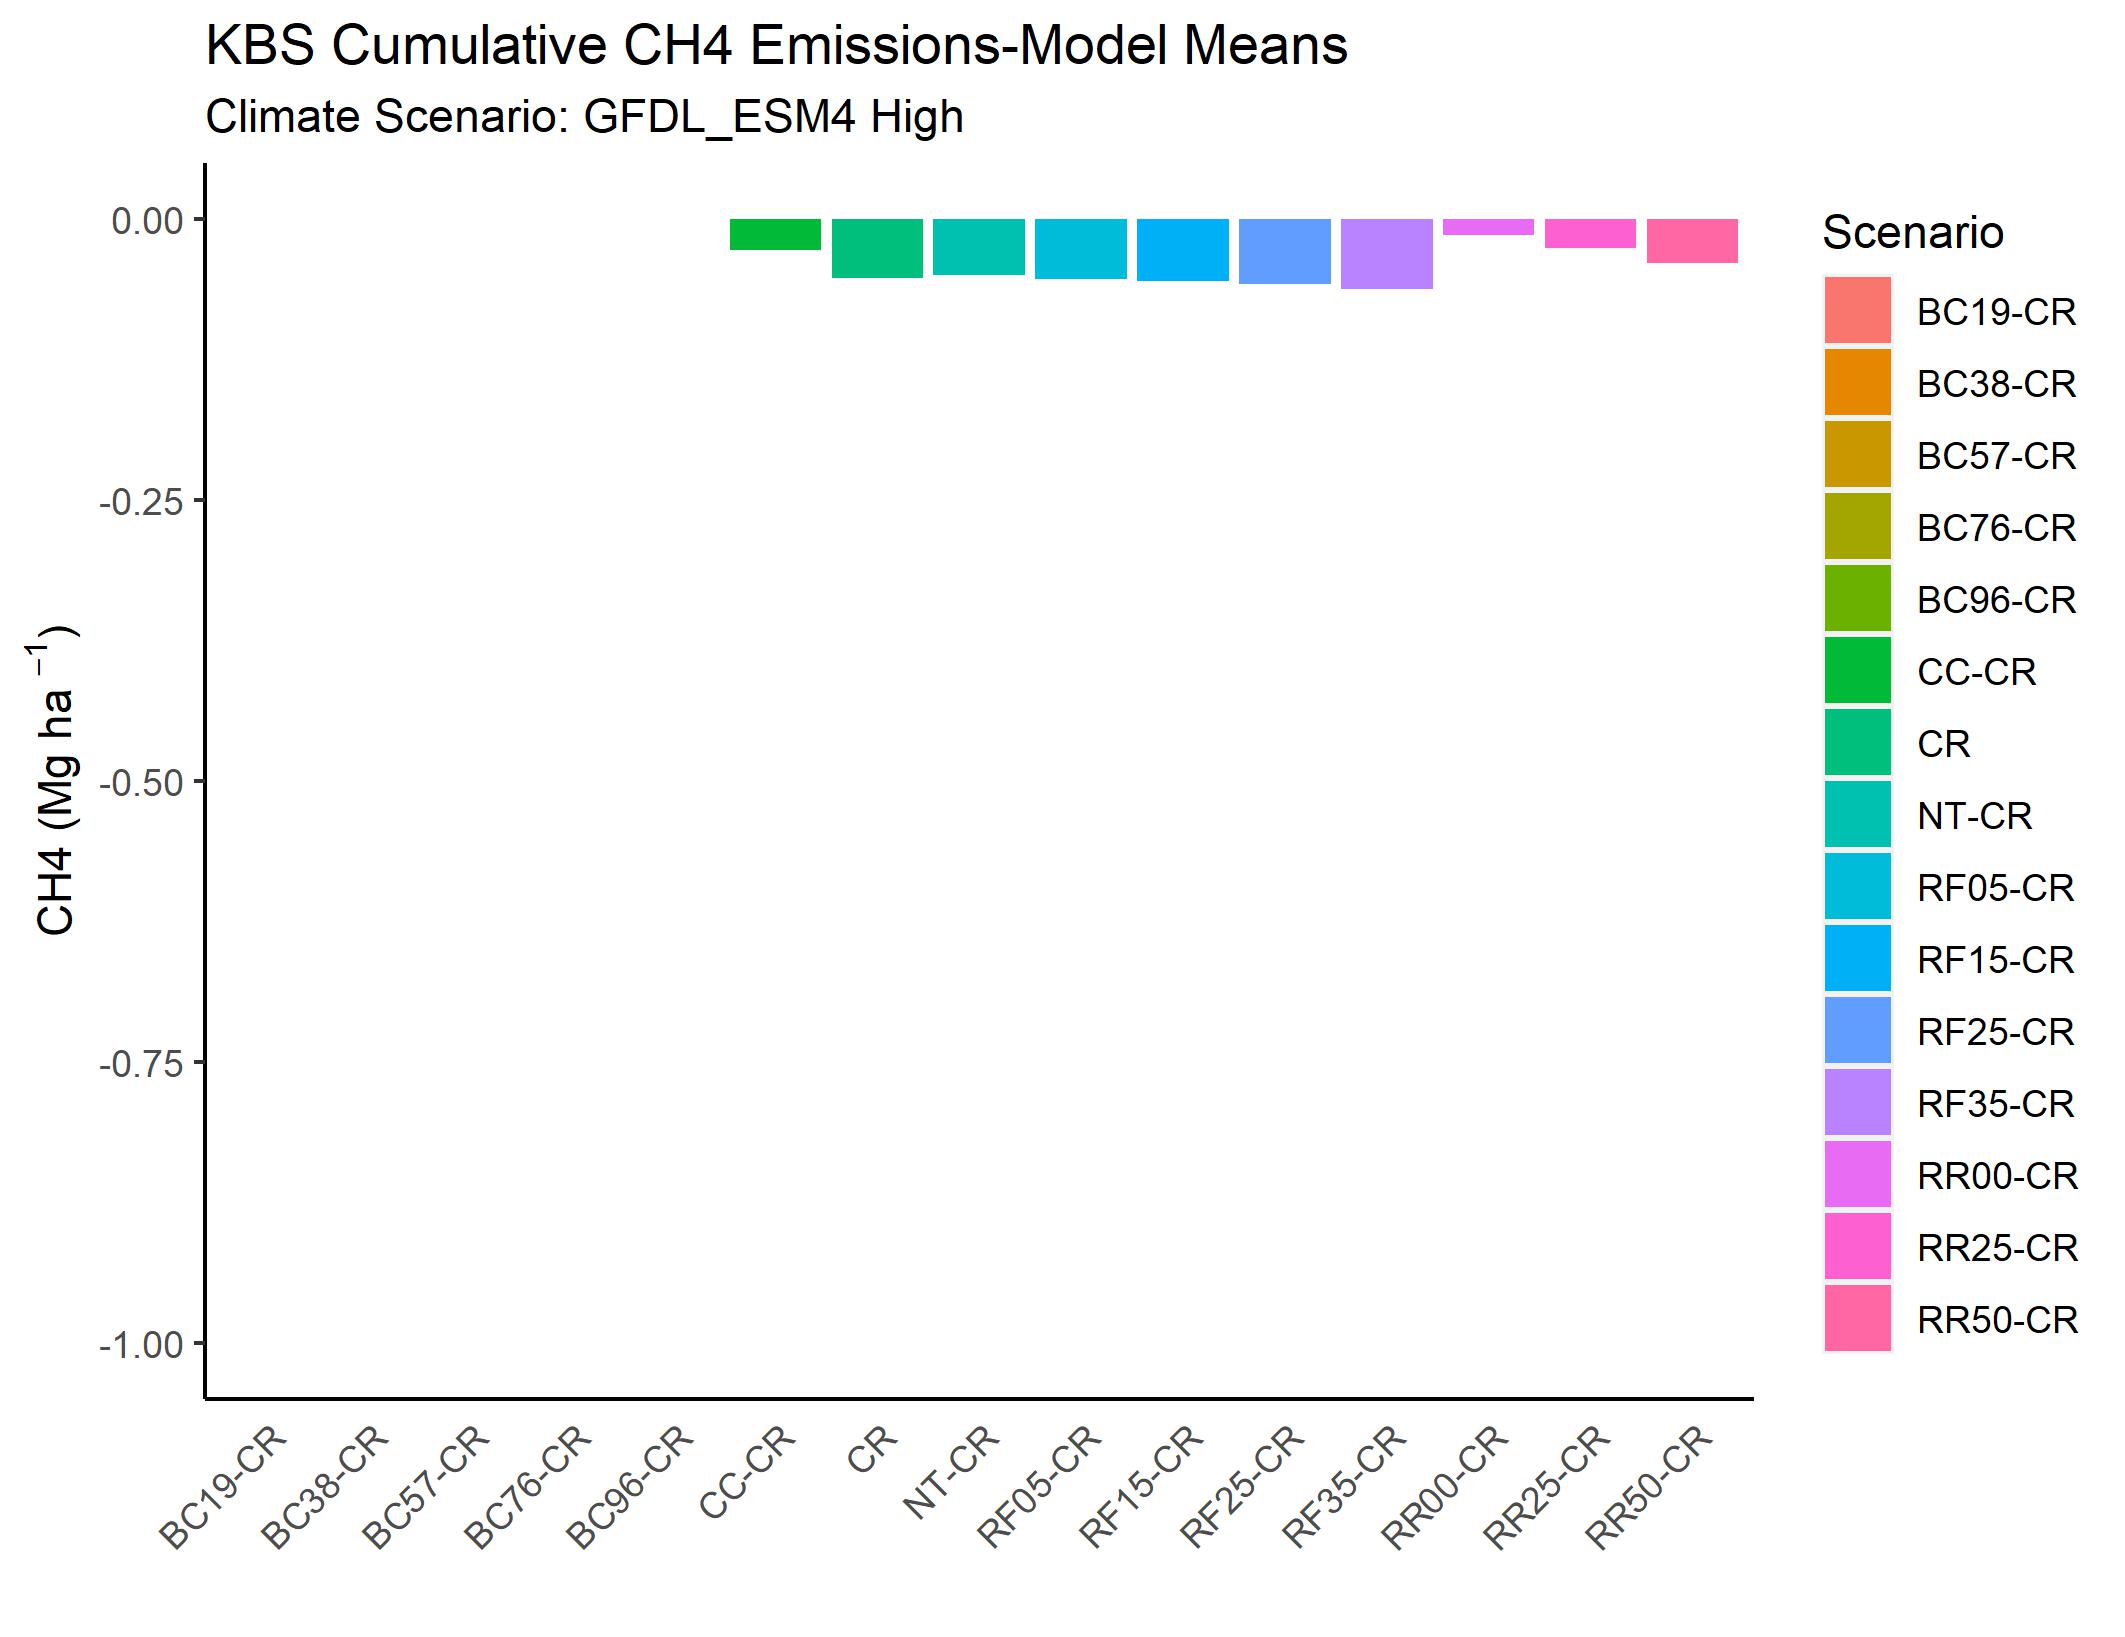 KBS Cumulative CH4 Emissions-Model Means
Climate Scenario: GFDL_ESM4 High
CH4 (Mg ha −1)
0.00
-0.25
-0.50
-0.75
-1.00
BC19-CR
BC38-CR
BC57-CR
BC76-CR
BC96-CR
CC-CR
CR
NT-CR
RF05-CR
RF15-CR
RF25-CR
RF35-CR
RR00-CR
RR25-CR
RR50-CR
Scenario
BC19-CR
BC38-CR
BC57-CR
BC76-CR
BC96-CR
CC-CR
CR
NT-CR
RF05-CR
RF15-CR
RF25-CR
RF35-CR
RR00-CR
RR25-CR
RR50-CR